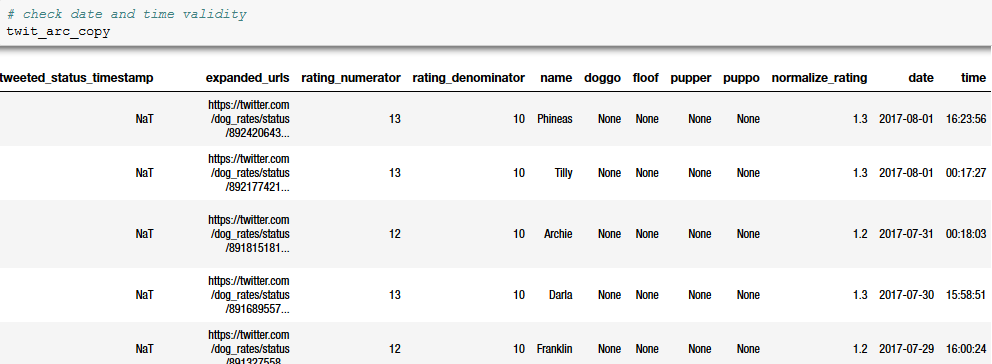 # check date and time validity
twit_arc_copy
tweeted_status_timestamp expanded_urls rating_numerator rating_denominator name doggo floof pupper puppo normalize_rating date time
https://twitter.com
NaT /dog_rates/status 13 10 Phineas None None None None 1.3 2017-08-01 16:23:56
/892420643...
https://twitter.com
NaT /dog_rates/status 13 10 Tilly None None None None 1.3 2017-08-01 00:17:27
/892177421...
https://twitter.com
NaT /dog_rates/status 12 10 Archie None None None None 1.2 2017-07-31 00:18:03
/891815181...
https://twitter.com
NaT /dog_rates/status 13 10 Darla None None None None 1.3 2017-07-30 15:58:51
/891689557...
https://twitter.com
NaT /dog_rates/status 12 10 Franklin None None None None 1.2 2017-07-29 16:00:24
/891327558...